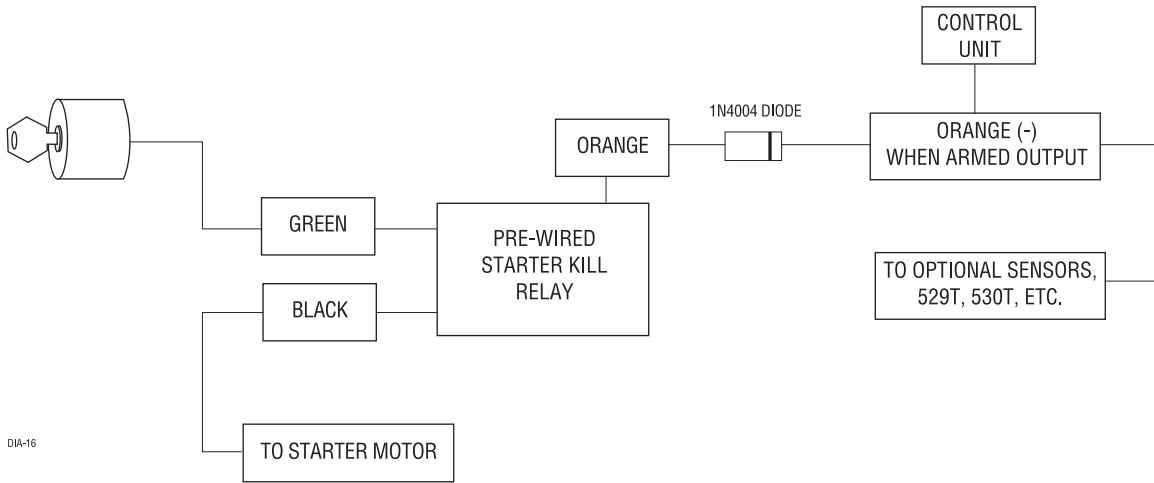 CONTROL
UNIT
1N4004 DIODE
ORANGE
ORANGE (-)
WHEN ARMED OUTPUT
GREEN
PRE-WIRED
STARTER KILL
RELAY
TO OPTIONAL SENSORS,
529T, 530T, ETC.
BLACK
TO STARTER MOTOR
DIA-16